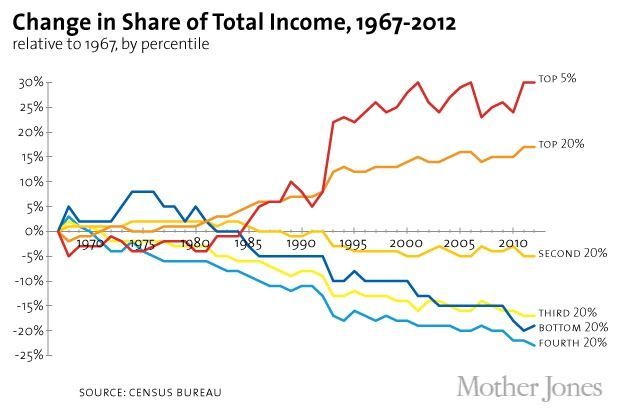 Change in Share of Total Income, 1967-2012
relative to 1967, by percentile
30%
25%
20%
15%
10%
5%
0%
-5%
-10%
-15%
-20%
-25%
1970
1975
1980
1985
1990
1995
2000
2005
2010
TOP 5%
TOP 20%
SECOND 20%
THIRD 20%
BOTTOM 20%
FOURTH 20%
SOURCE: CENSUS BUREAU
Mother Jones